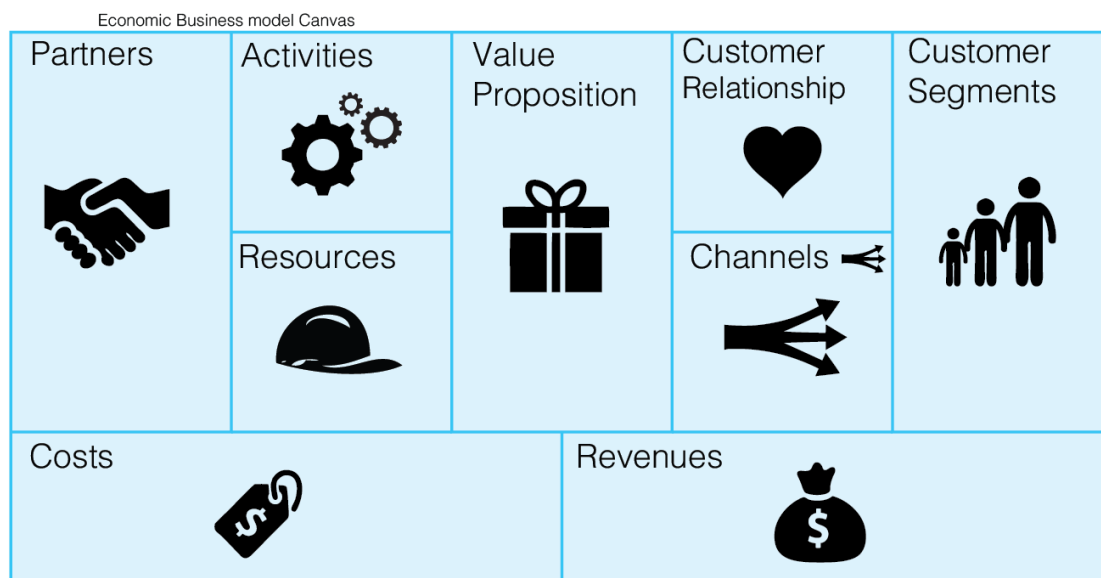 Economic Business model Canvas
Partners
Activities
Value
Proposition
Customer
Relationship
Customer
Segments
Resources
Channels
Costs
$
Revenues
$